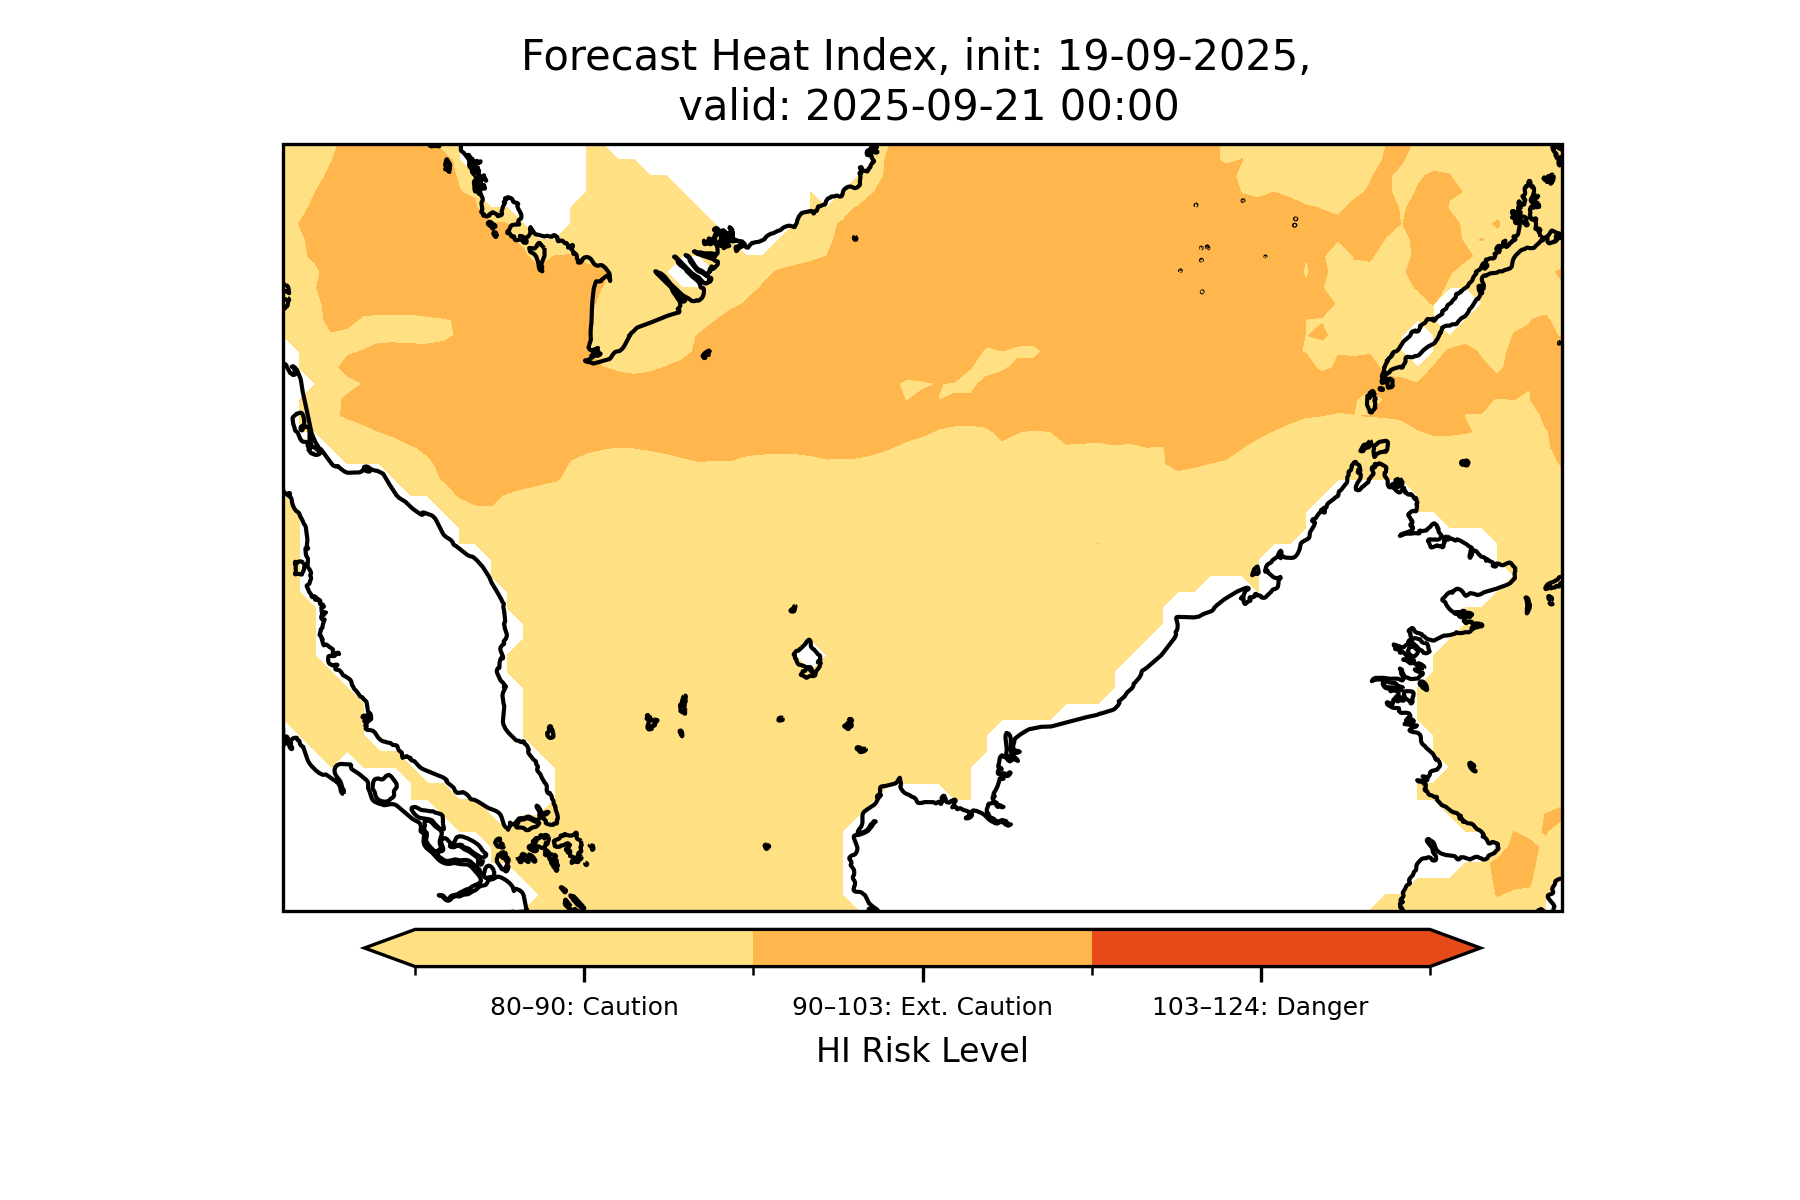 Forecast Heat Index, init: 19-09-2025,
valid: 2025-09-21 00:00
80–90: Caution
90–103: Ext. Caution
103–124: Danger
HI Risk Level